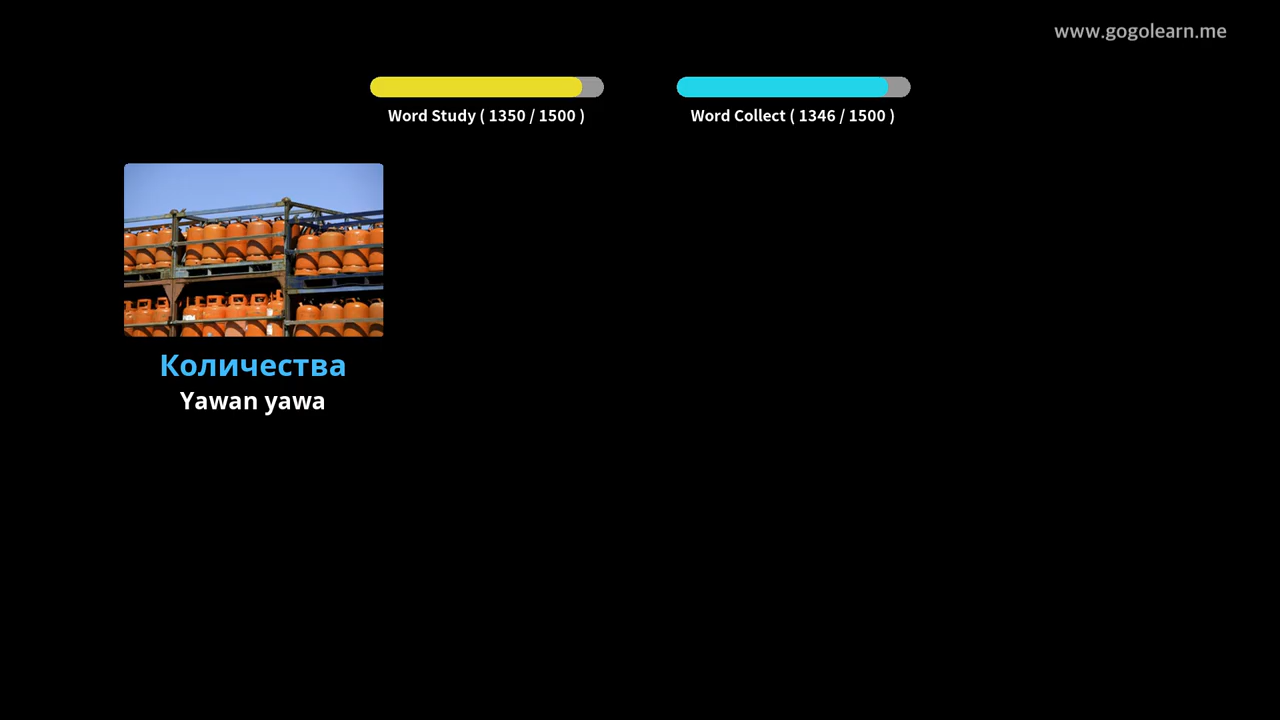 www.gogolearn.me
Word Study ( 1350 / 1500 )
Word Collect ( 1346 / 1500 )
Количества
Yawan yawa